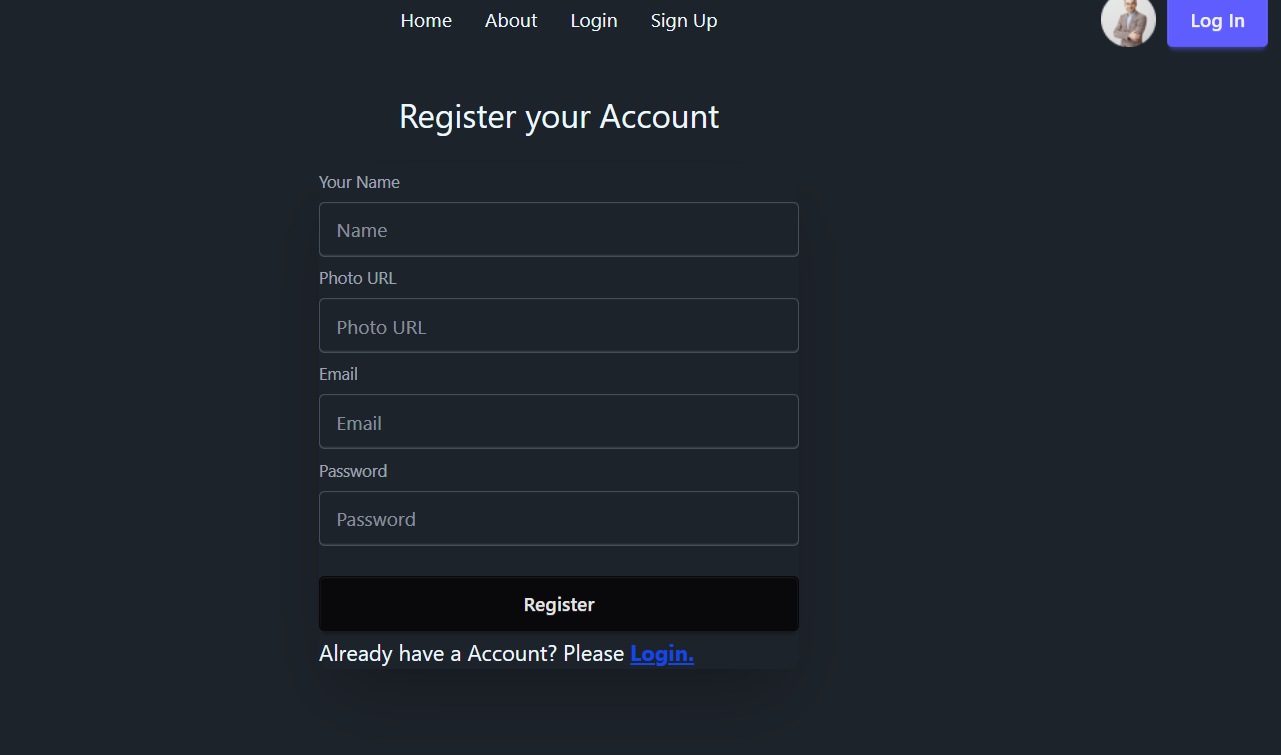 Home About Login Sign Up Log In
Register your Account
Your Name
Name
Photo URL
Photo URL
Email
Email
Password
Password
Register
Already have a Account? Please Login.